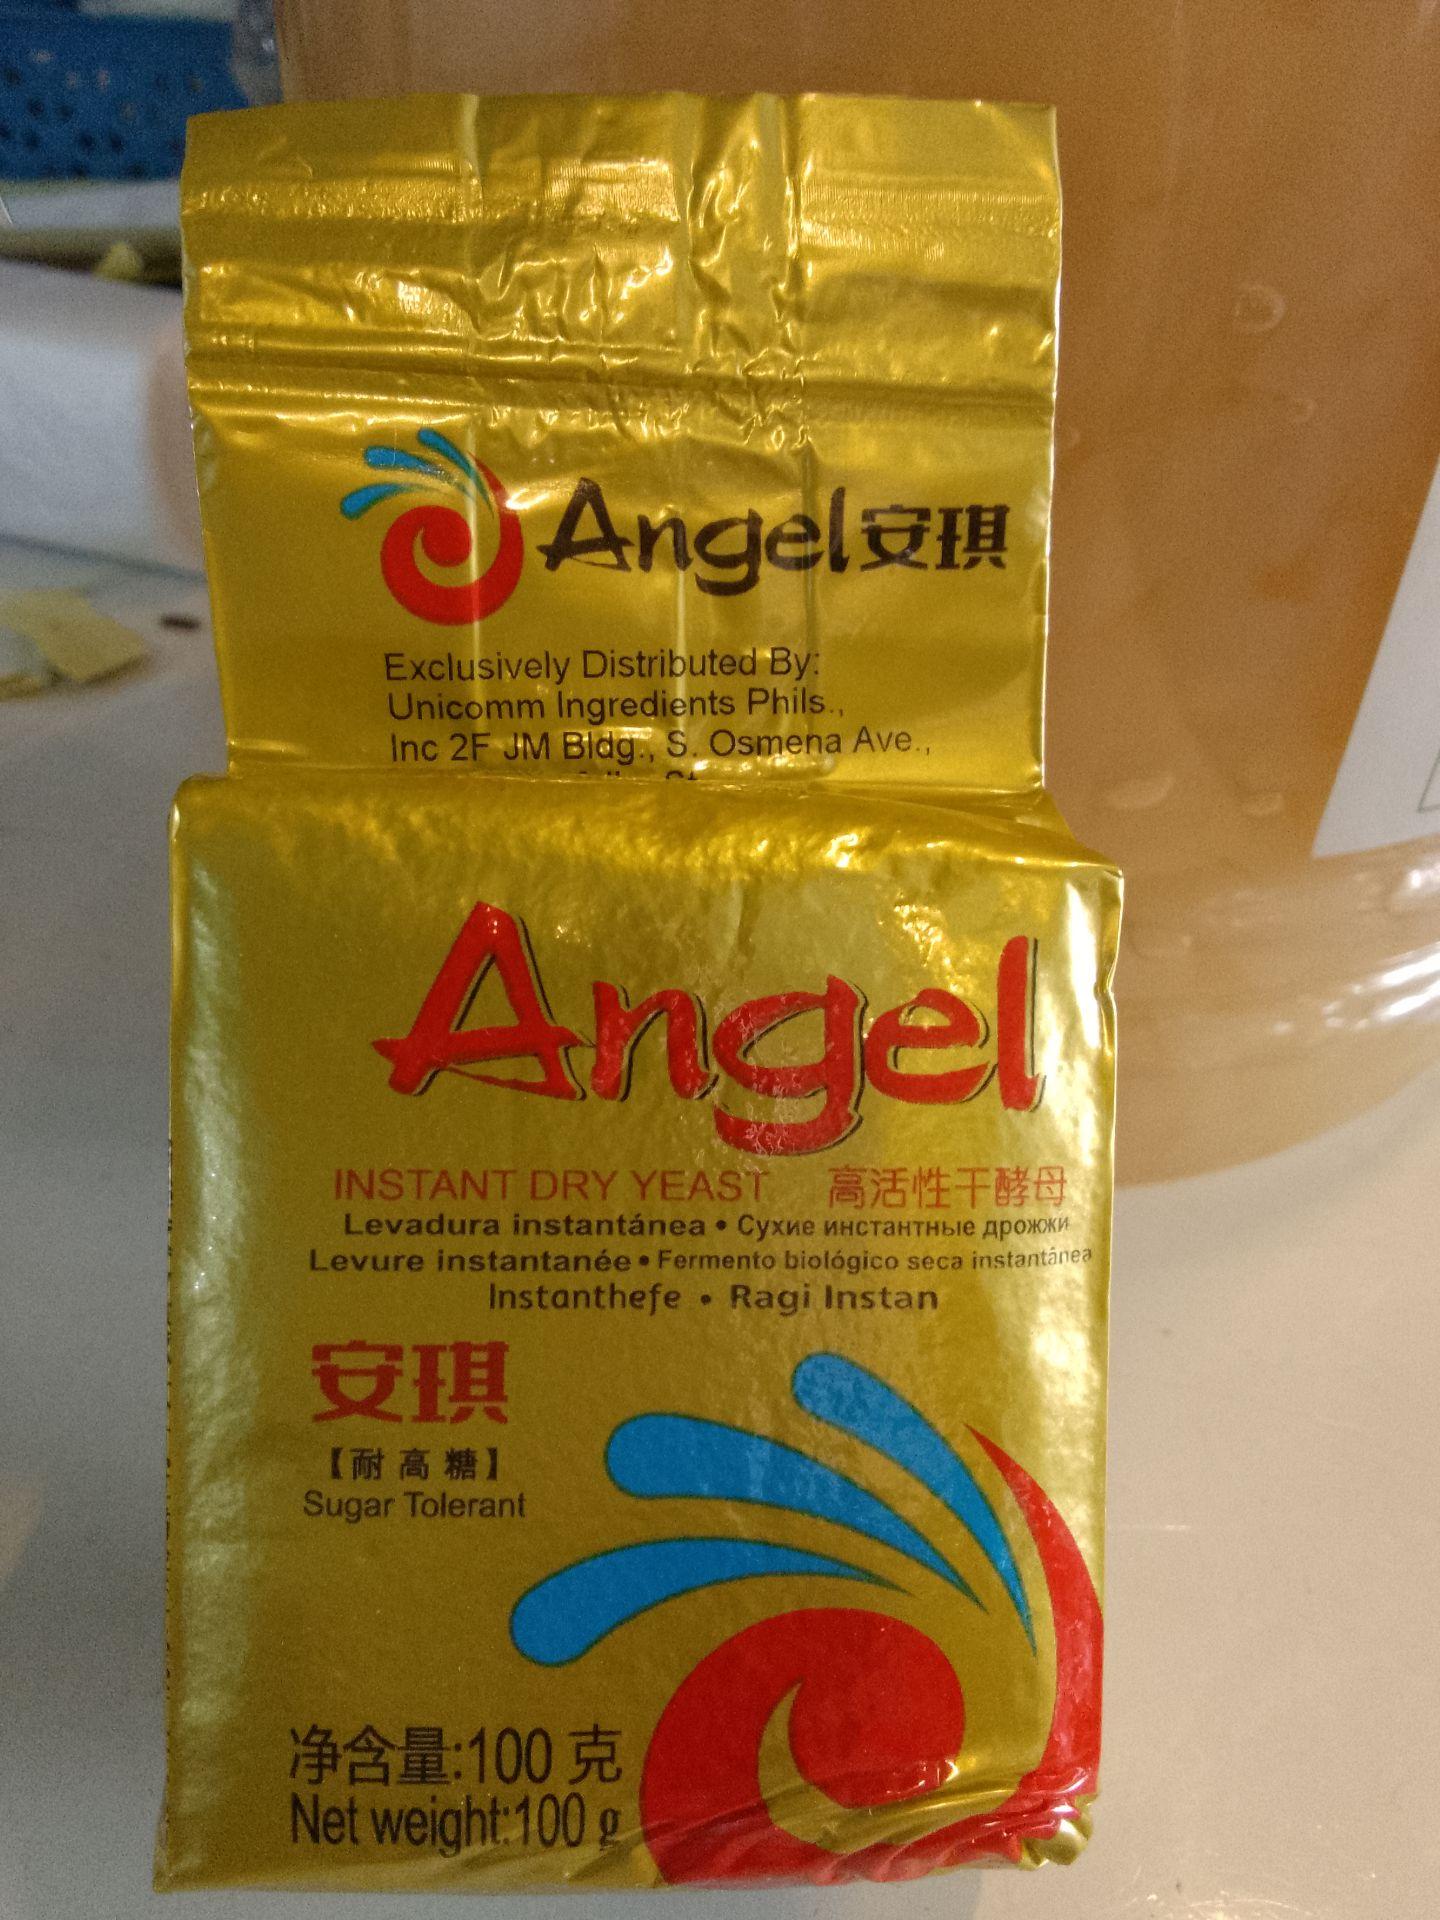 Angel安琪
Exclusively Distributed By:
Unicomm Ingredients Phils.,
Inc 2F JM Bldg., S. Osmena Ave.,
Angel
INSTANT DRY YEAST 高活性干酵母
Levadura instantánea • Сухие инстантные дрожжи
Levure instantanée • Fermento biológico seca instantânea
Instanthefe • Ragi Instan
安琪
【耐高糖】
Sugar Tolerant
净含量:100 克
Net weight:100 g